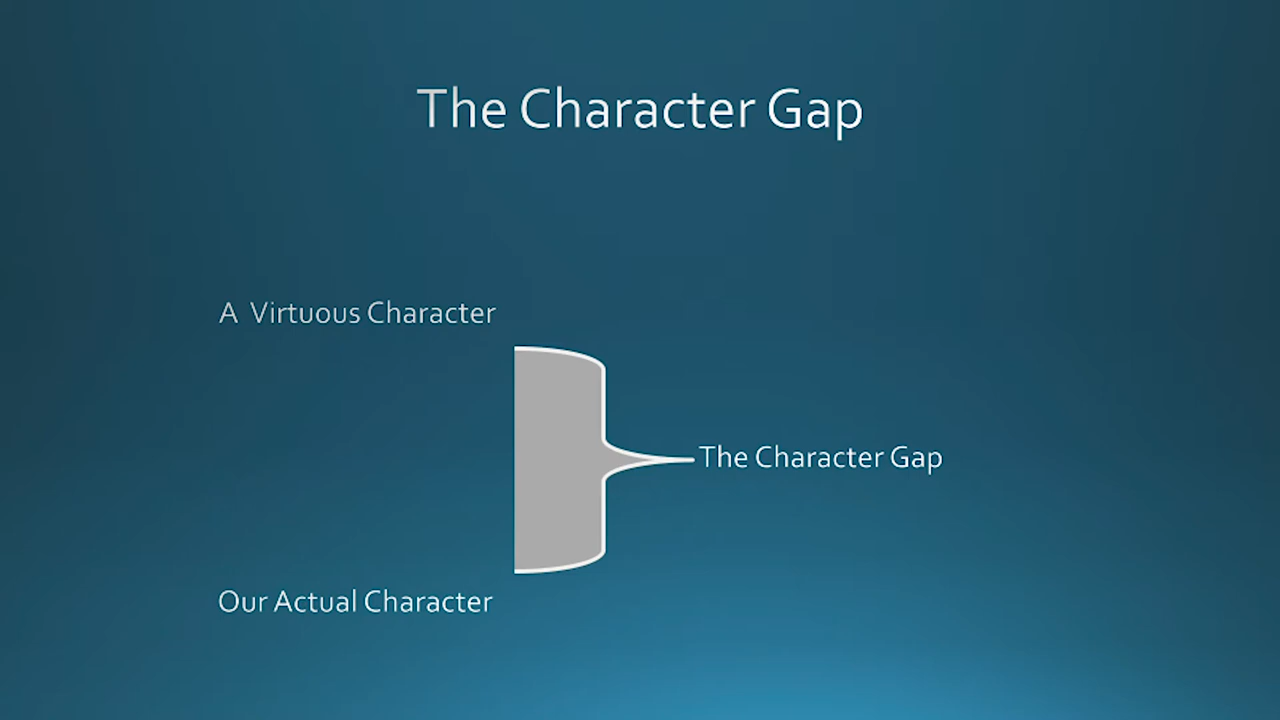 The Character Gap
A  Virtuous Character
The Character Gap
Our Actual Character